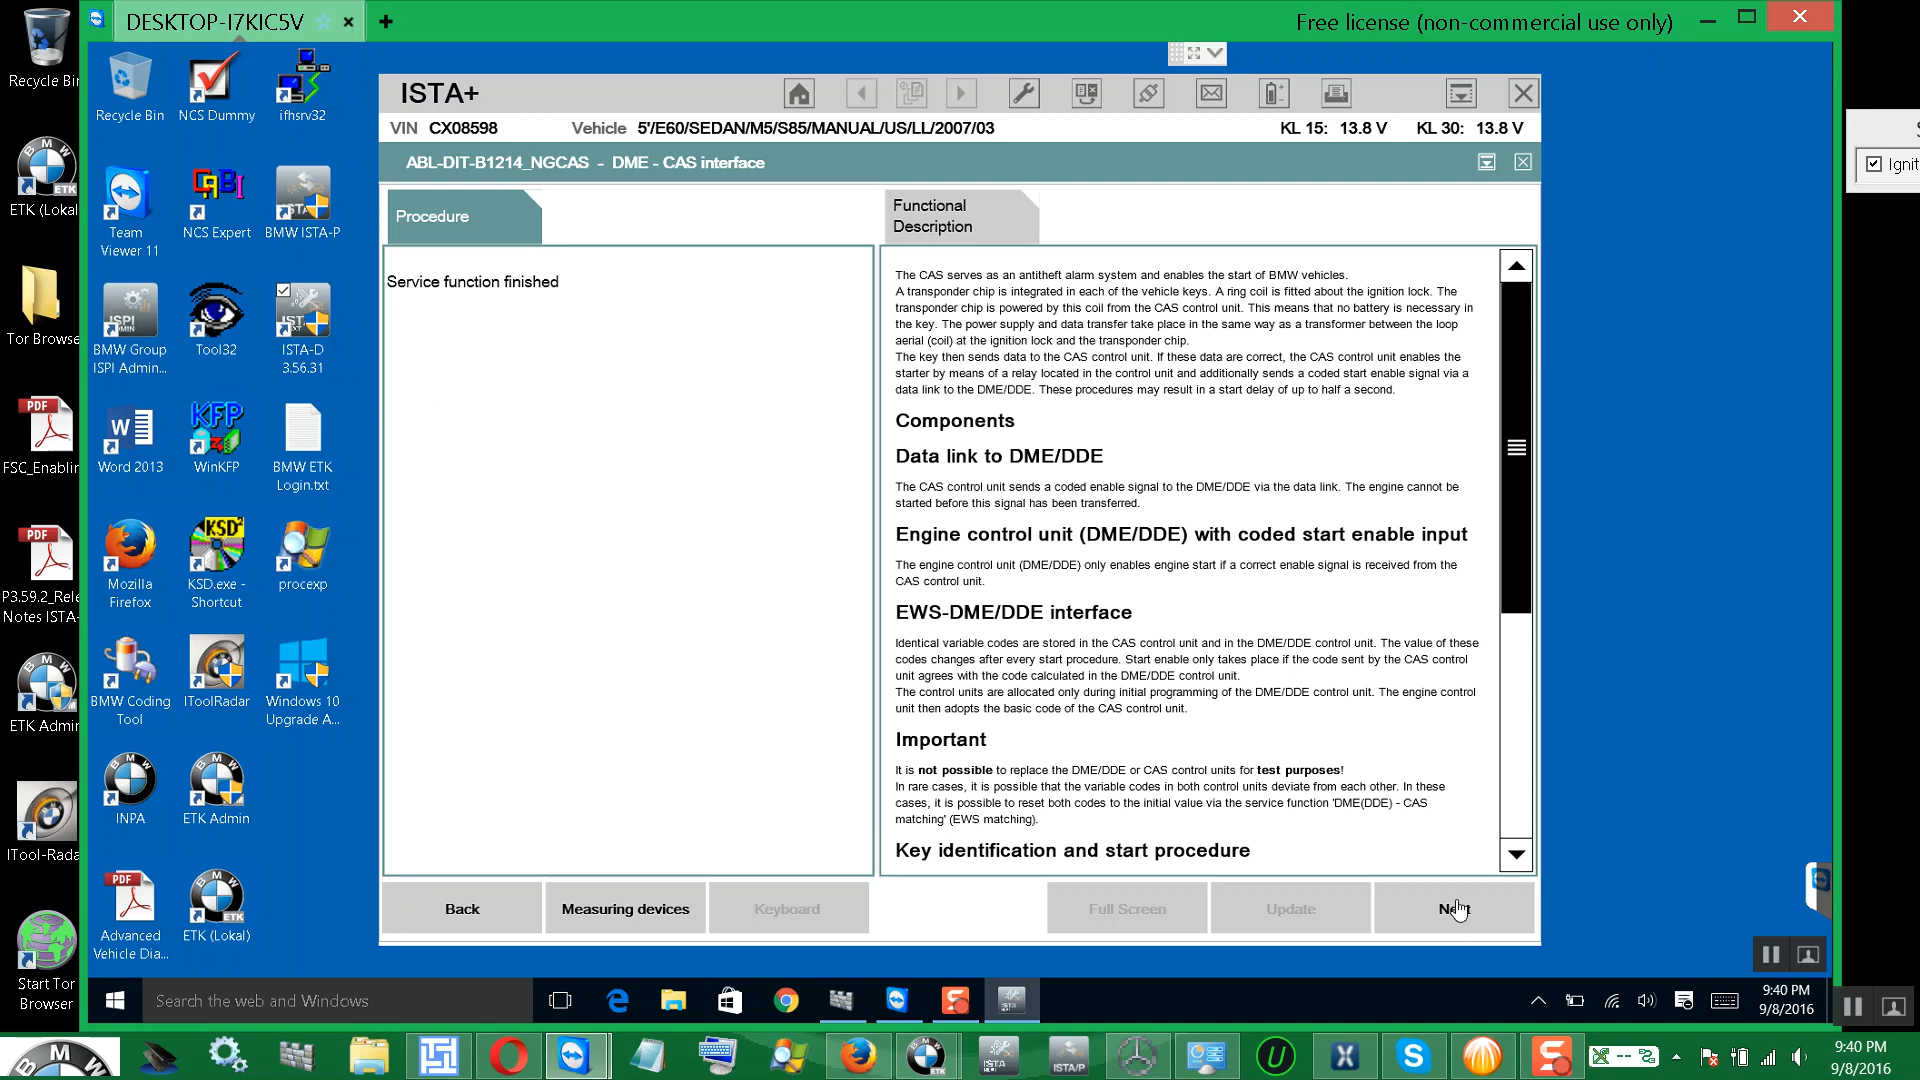 DESKTOP-I7KIC5V
Free license (non-commercial use only)
Recycle Bin
ETK (Lokal
Tor Browse
FSC_Enablin
P3.59.2_Rele
Notes ISTA-
ETK Admin
ITool-Rada
Start Tor
Browser
Recycle Bin
NCS Dummy
ifhsrv32
Team
Viewer 11
NCS Expert
BMW ISTA-P
BMW Group
ISPI Admin...
Tool32
ISTA-D
3.56.31
Word 2013
WinKFP
BMW ETK
Login.txt
Mozilla
Firefox
KSD.exe -
Shortcut
procexp
BMW Coding
Tool
IToolRadar
Windows 10
Upgrade A...
INPA
ETK Admin
Advanced
Vehicle Dia...
ETK (Lokal)
ISTA+
VIN CX08598
Vehicle 5'/E60/SEDAN/M5/S85/MANUAL/US/LL/2007/03
KL 15: 13.8 V
KL 30: 13.8 V
ABL-DIT-B1214_NGCAS - DME - CAS interface
Procedure
Functional
Description
Service function finished
The CAS serves as an antitheft alarm system and enables the start of BMW vehicles.
A transponder chip is integrated in each of the vehicle keys. A ring coil is fitted about the ignition lock. The
transponder chip is powered by this coil from the CAS control unit. This means that no battery is necessary in
the key. The power supply and data transfer take place in the same way as a transformer between the loop
aerial (coil) at the ignition lock and the transponder chip.
The key then sends data to the CAS control unit. If these data are correct, the CAS control unit enables the
starter by means of a relay located in the control unit and additionally sends a coded start enable signal via a
data link to the DME/DDE. These procedures may result in a start delay of up to half a second.
Components
Data link to DME/DDE
The CAS control unit sends a coded enable signal to the DME/DDE via the data link. The engine cannot be
started before this signal has been transferred.
Engine control unit (DME/DDE) with coded start enable input
The engine control unit (DME/DDE) only enables engine start if a correct enable signal is received from the
CAS control unit.
EWS-DME/DDE interface
Identical variable codes are stored in the CAS control unit and in the DME/DDE control unit. The value of these
codes changes after every start procedure. Start enable only takes place if the code sent by the CAS control
unit agrees with the code calculated in the DME/DDE control unit.
The control units are allocated only during initial programming of the DME/DDE control unit. The engine control
unit then adopts the basic code of the CAS control unit.
Important
It is not possible to replace the DME/DDE or CAS control units for test purposes!
In rare cases, it is possible that the variable codes in both control units deviate from each other. In these
cases, it is possible to reset both codes to the initial value via the service function 'DME(DDE) - CAS
matching' (EWS matching).
Key identification and start procedure
Back
Measuring devices
Keyboard
Full Screen
Update
Next
Ignit
Search the web and Windows
9:40 PM
9/8/2016
9:40 PM
9/8/2016